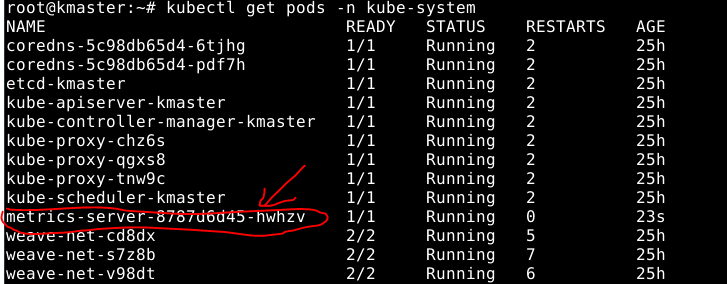 root@kmaster:~# kubectl get pods -n kube-system
NAME READY STATUS RESTARTS AGE
coredns-5c98db65d4-6tjhg 1/1 Running 2 25h
coredns-5c98db65d4-pdf7h 1/1 Running 2 25h
etcd-kmaster 1/1 Running 2 25h
kube-apiserver-kmaster 1/1 Running 2 25h
kube-controller-manager-kmaster 1/1 Running 2 25h
kube-proxy-chz6s 1/1 Running 2 25h
kube-proxy-qgxs8 1/1 Running 2 25h
kube-proxy-tnw9c 1/1 Running 2 25h
kube-scheduler-kmaster 1/1 Running 2 25h
metrics-server-8787d6d45-hwhzv 1/1 Running 0 23s
weave-net-cd8dx 2/2 Running 5 25h
weave-net-s7z8b 2/2 Running 7 25h
weave-net-v98dt 2/2 Running 6 25h